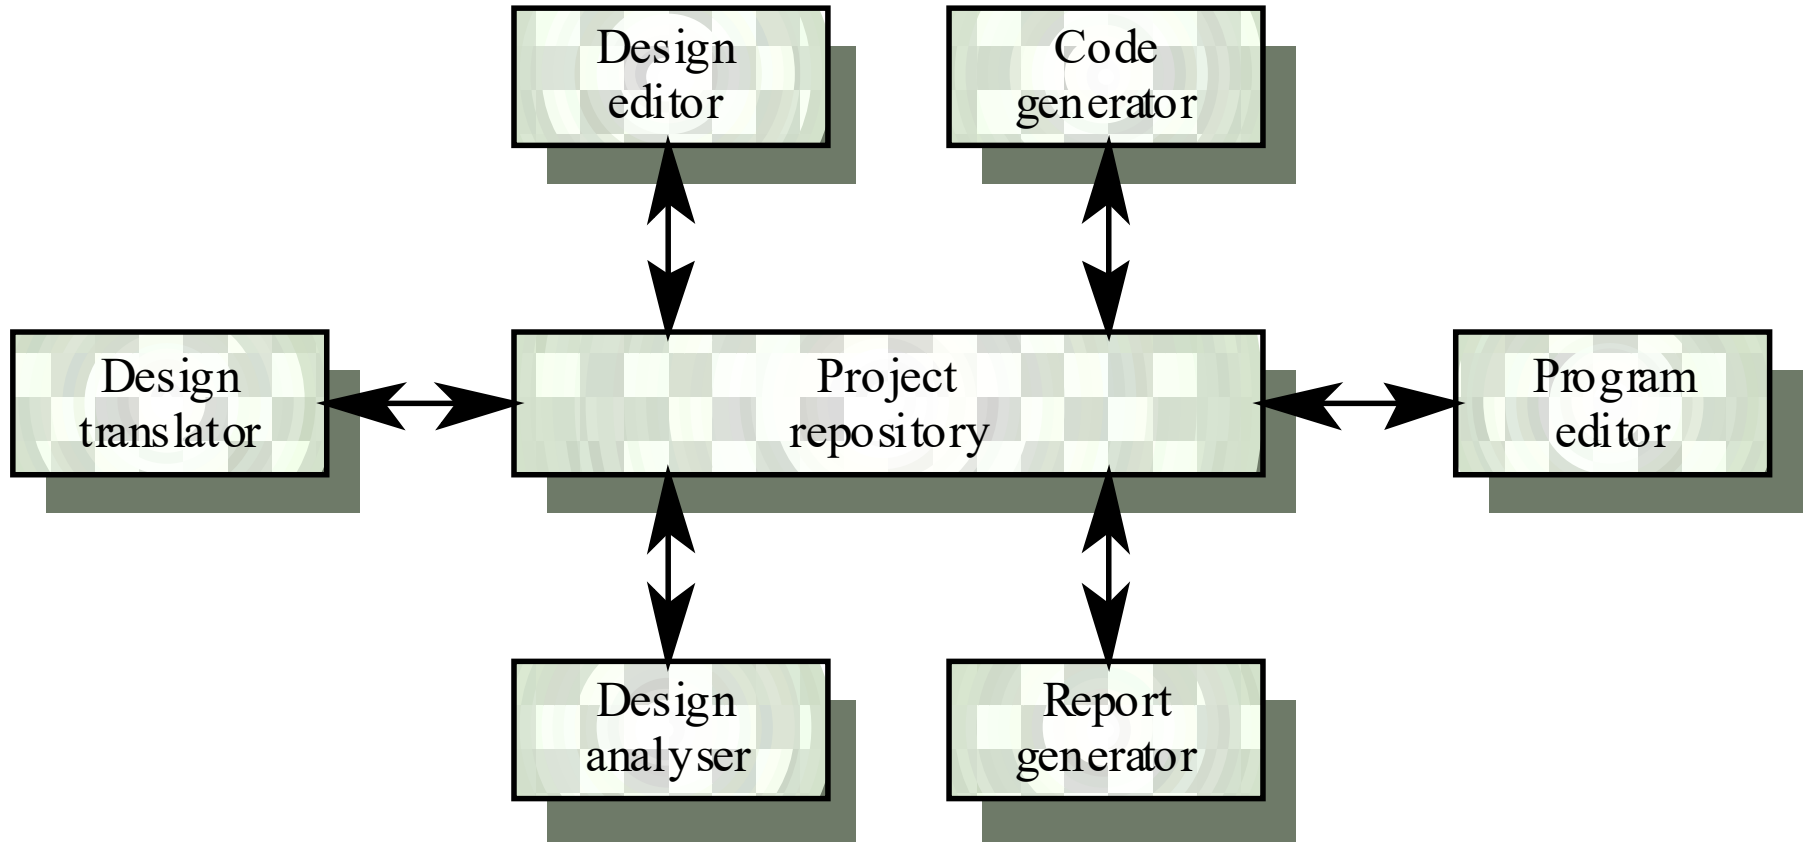 Design
editor
Code
generator
Design
translator
Project
repository
Program
editor
Design
analyser
Report
generator